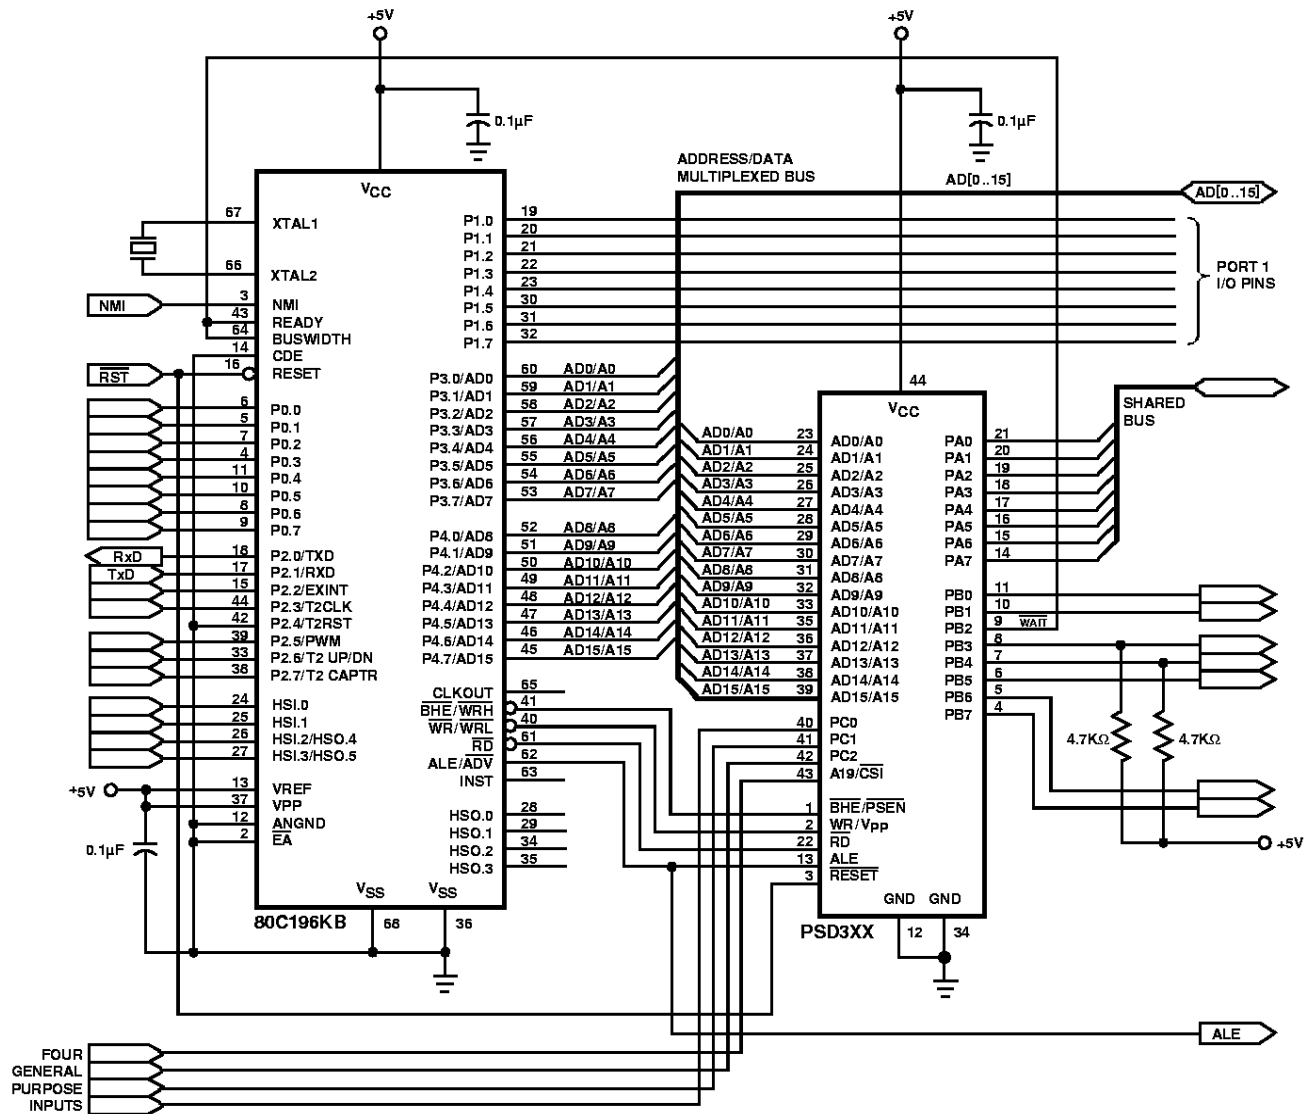 +5V
+5V
0.1µF
0.1µF
ADDRESS/DATA
MULTIPLEXED BUS
AD[0..15]
AD[0..15]
VCC
67
XTAL1
66
XTAL2
NMI
3
NMI
43
READY
64
BUSWIDTH
14
CDE
RST
16
RESET
6
P0.0
5
P0.1
7
P0.2
4
P0.3
11
P0.4
10
P0.5
8
P0.6
9
P0.7
RxD
18
P2.0/TXD
TxD
17
P2.1/RXD
15
P2.2/EXINT
44
P2.3/T2CLK
42
P2.4/T2RST
39
P2.5/PWM
33
P2.6/T2 UP/DN
38
P2.7/T2 CAPTR
24
HSI.0
25
HSI.1
26
HSI.2/HSO.4
27
HSI.3/HSO.5
+5V
13
VREF
37
VPP
12
ANGND
2
EA
0.1µF
VSS
VSS
80C196KB
68
36
P1.0
19
P1.1
20
P1.2
21
P1.3
22
P1.4
23
P1.5
30
P1.6
31
P1.7
32
PORT 1
I/O PINS
P3.0/AD0
60
AD0/A0
P3.1/AD1
59
AD1/A1
P3.2/AD2
58
AD2/A2
P3.3/AD3
57
AD3/A3
P3.4/AD4
56
AD4/A4
P3.5/AD5
55
AD5/A5
P3.6/AD6
54
AD6/A6
P3.7/AD7
53
AD7/A7
P4.0/AD8
52
AD8/A8
P4.1/AD9
51
AD9/A9
P4.2/AD10
50
AD10/A10
P4.3/AD11
49
AD11/A11
P4.4/AD12
48
AD12/A12
P4.5/AD13
47
AD13/A13
P4.6/AD14
46
AD14/A14
P4.7/AD15
45
AD15/A15
CLKOUT
65
BHE/WRH
41
WR/WRL
40
RD
61
ALE/ADV
62
INST
63
HSO.0
28
HSO.1
29
HSO.2
34
HSO.3
35
44
VCC
AD0/A0
23
AD0/A0
AD1/A1
24
AD1/A1
AD2/A2
25
AD2/A2
AD3/A3
26
AD3/A3
AD4/A4
27
AD4/A4
AD5/A5
28
AD5/A5
AD6/A6
29
AD6/A6
AD7/A7
30
AD7/A7
AD8/A8
31
AD8/A8
AD9/A9
32
AD9/A9
AD10/A10
33
AD10/A10
AD11/A11
35
AD11/A11
AD12/A12
36
AD12/A12
AD13/A13
37
AD13/A13
AD14/A14
38
AD14/A14
AD15/A15
39
AD15/A15
40
PC0
41
PC1
42
PC2
43
A19/CSI
1
BHE/PSEN
2
WR/VPP
22
RD
13
ALE
3
RESET
GND GND
PSD3XX
12
34
SHARED
BUS
PA0
21
PA1
20
PA2
19
PA3
18
PA4
17
PA5
16
PA6
15
PA7
14
PB0
11
PB1
10
PB2
9
WAIT
PB3
8
PB4
7
PB5
6
PB6
5
PB7
4
4.7KΩ
4.7KΩ
+5V
ALE
FOUR
GENERAL
PURPOSE
INPUTS